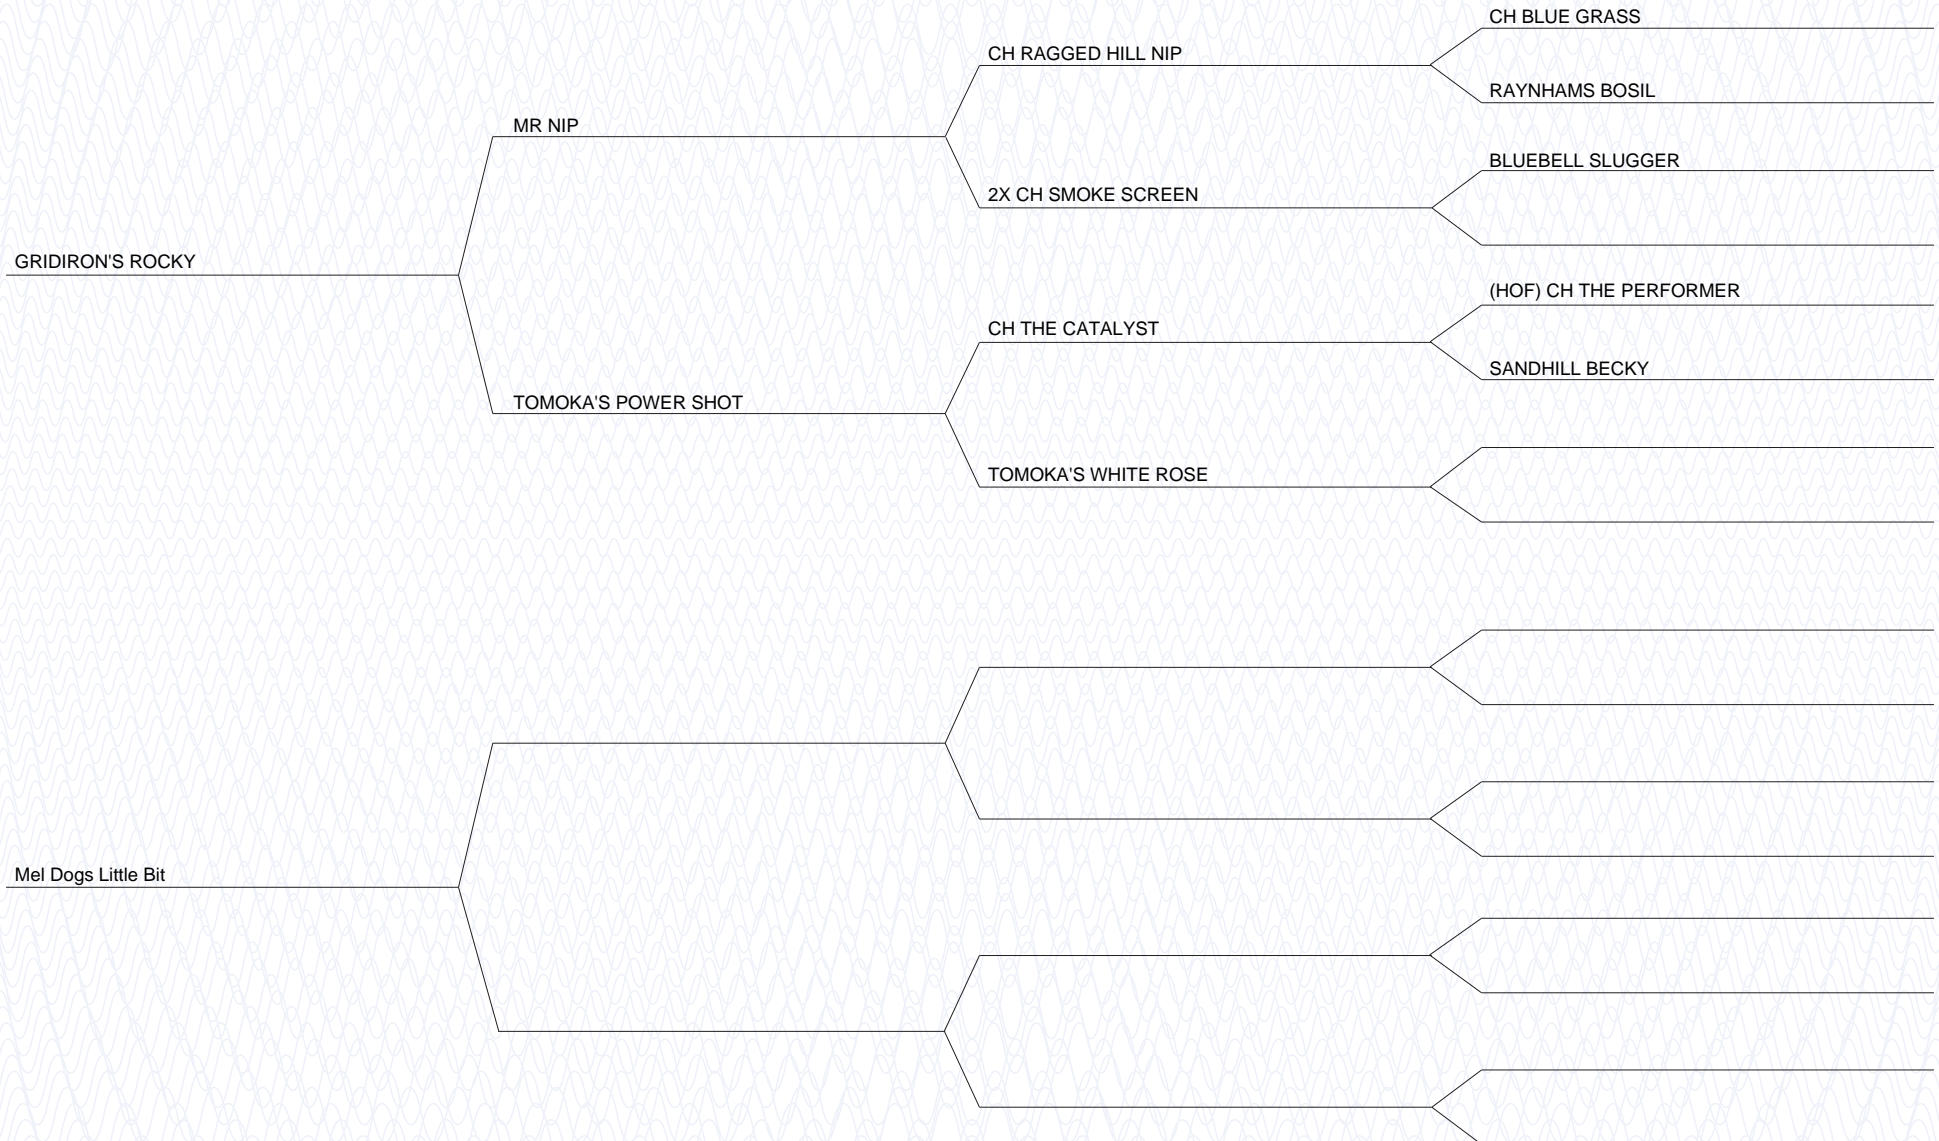 CH BLUE GRASS
CH RAGGED HILL NIP
RAYNHAMS BOSIL
MR NIP
BLUEBELL SLUGGER
2X CH SMOKE SCREEN
GRIDIRON'S ROCKY
(HOF) CH THE PERFORMER
CH THE CATALYST
SANDHILL BECKY
TOMOKA'S POWER SHOT
TOMOKA'S WHITE ROSE
Mel Dogs Little Bit